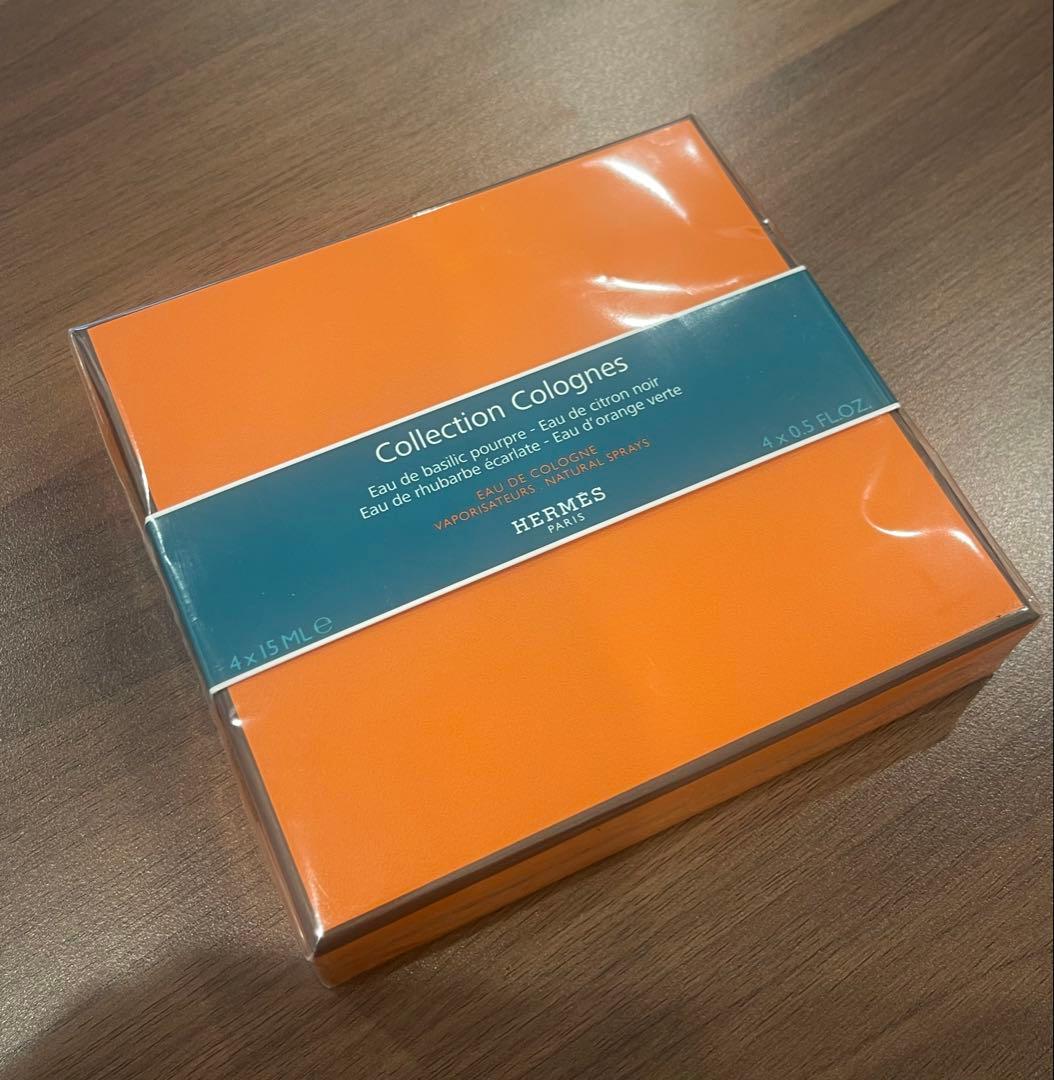 Collection Colognes
Eau de basilic pourpre - Eau de citron noir
Eau de rhubarbe écarlate - Eau d'orange verte
EAU DE COLOGNE
VAPORISATEURS . NATURAL SPRAYS
HERMÈS
PARIS
4 x 15 ML ℮
4 x 0.5 FL.OZ.